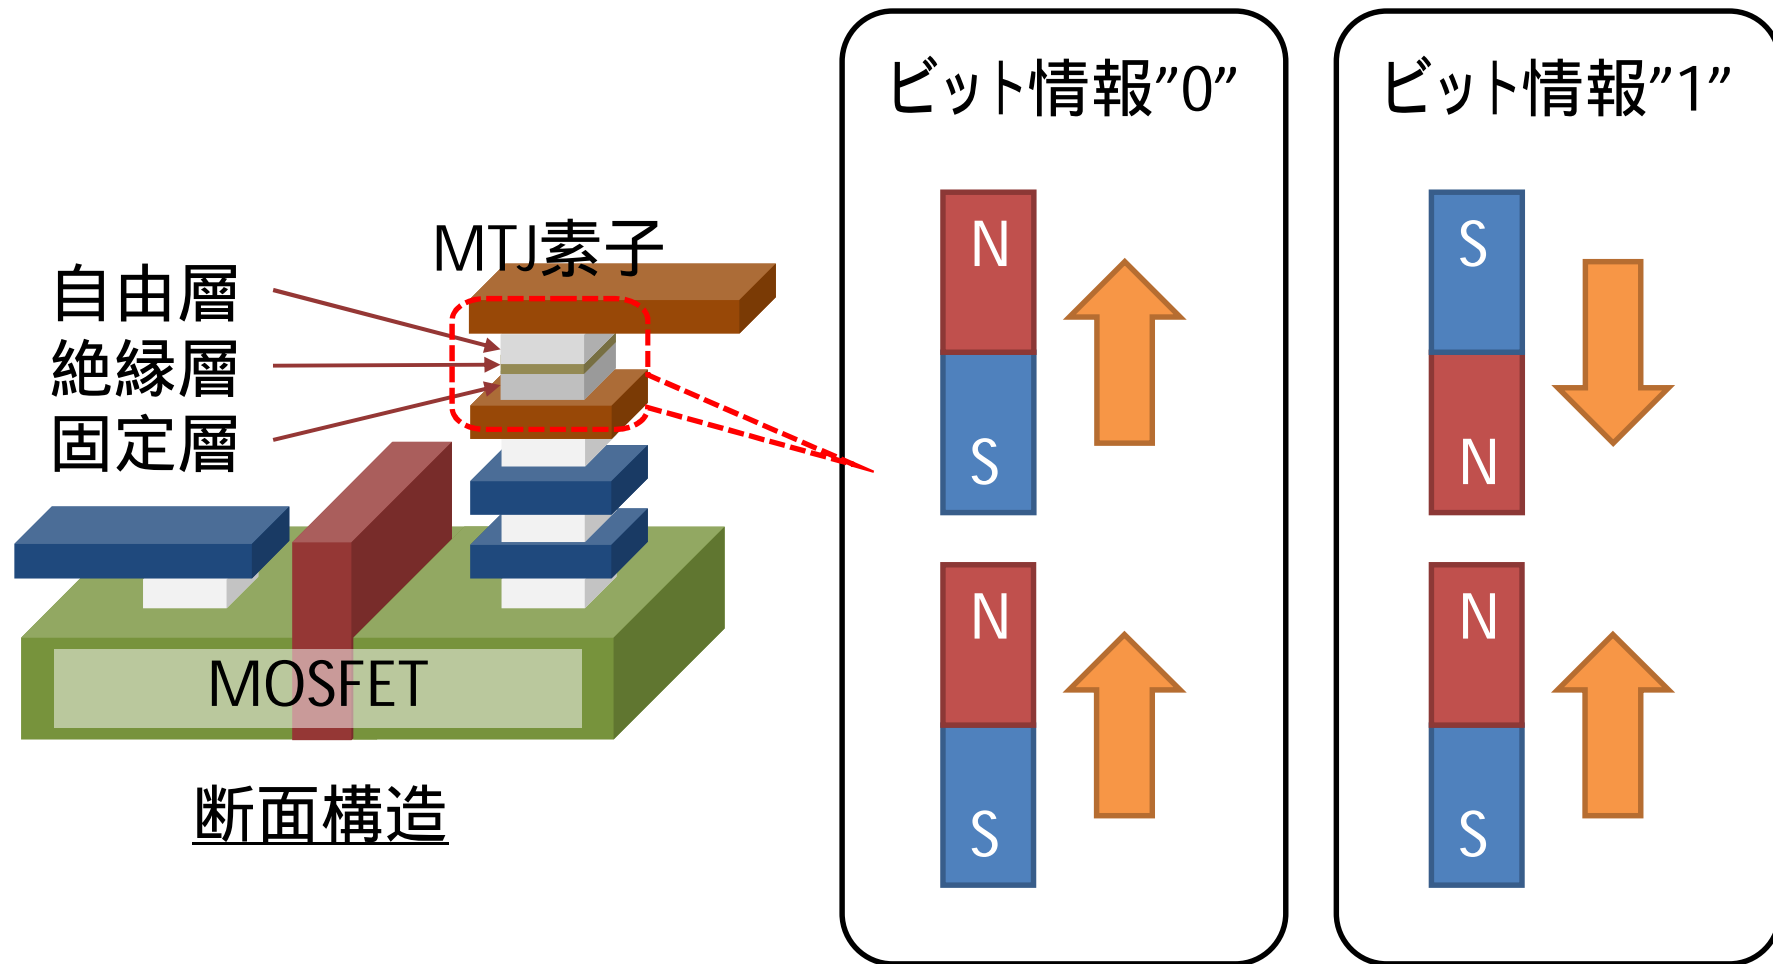 MTJ素子
自由層
絶縁層
固定層
MOSFET
断面構造
ビット情報”0”
N
S
N
S
ビット情報”1”
S
N
N
S